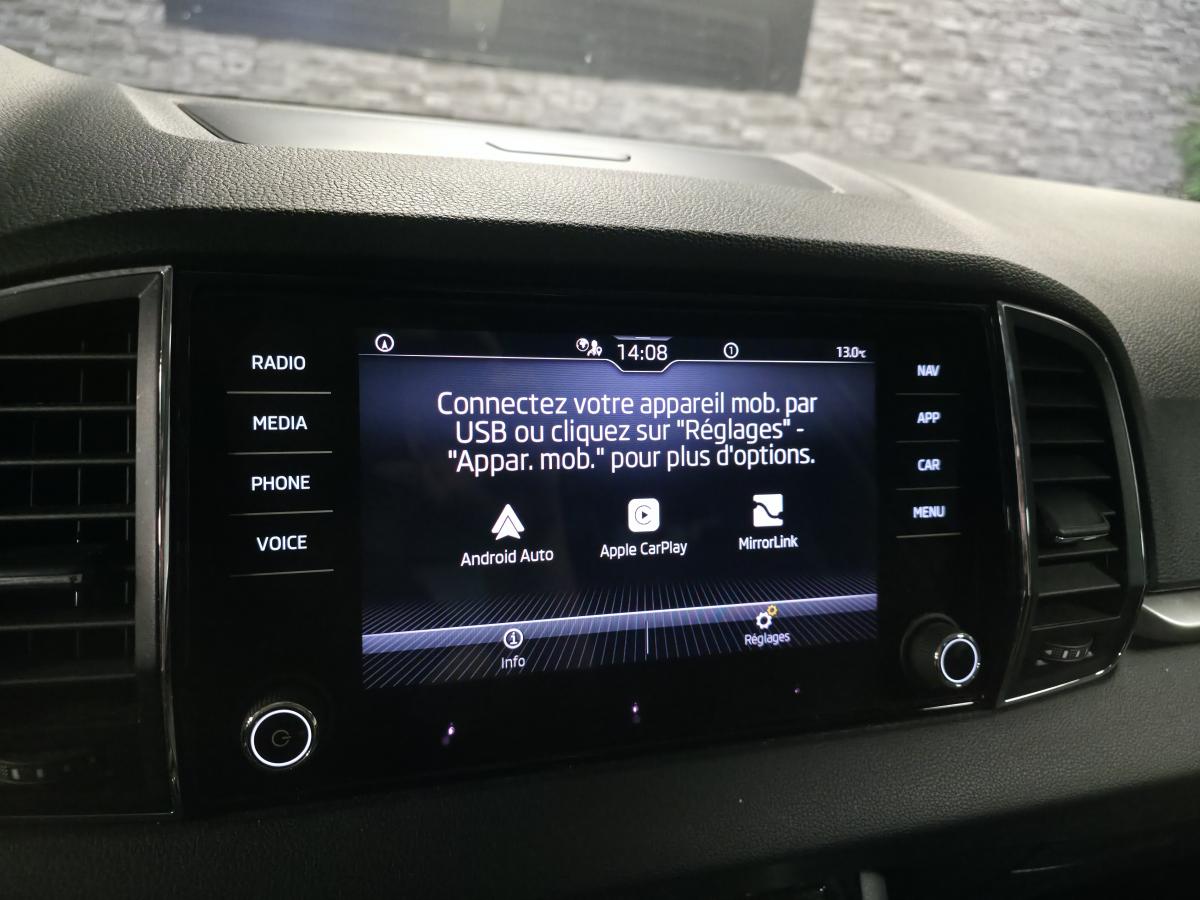 RADIO
MEDIA
PHONE
VOICE
14:08
1
13.0°C
Connectez votre appareil mob. par
USB ou cliquez sur "Réglages" -
"Appar. mob." pour plus d'options.
Android Auto
Apple CarPlay
MirrorLink
Info
Réglages
NAV
APP
CAR
MENU